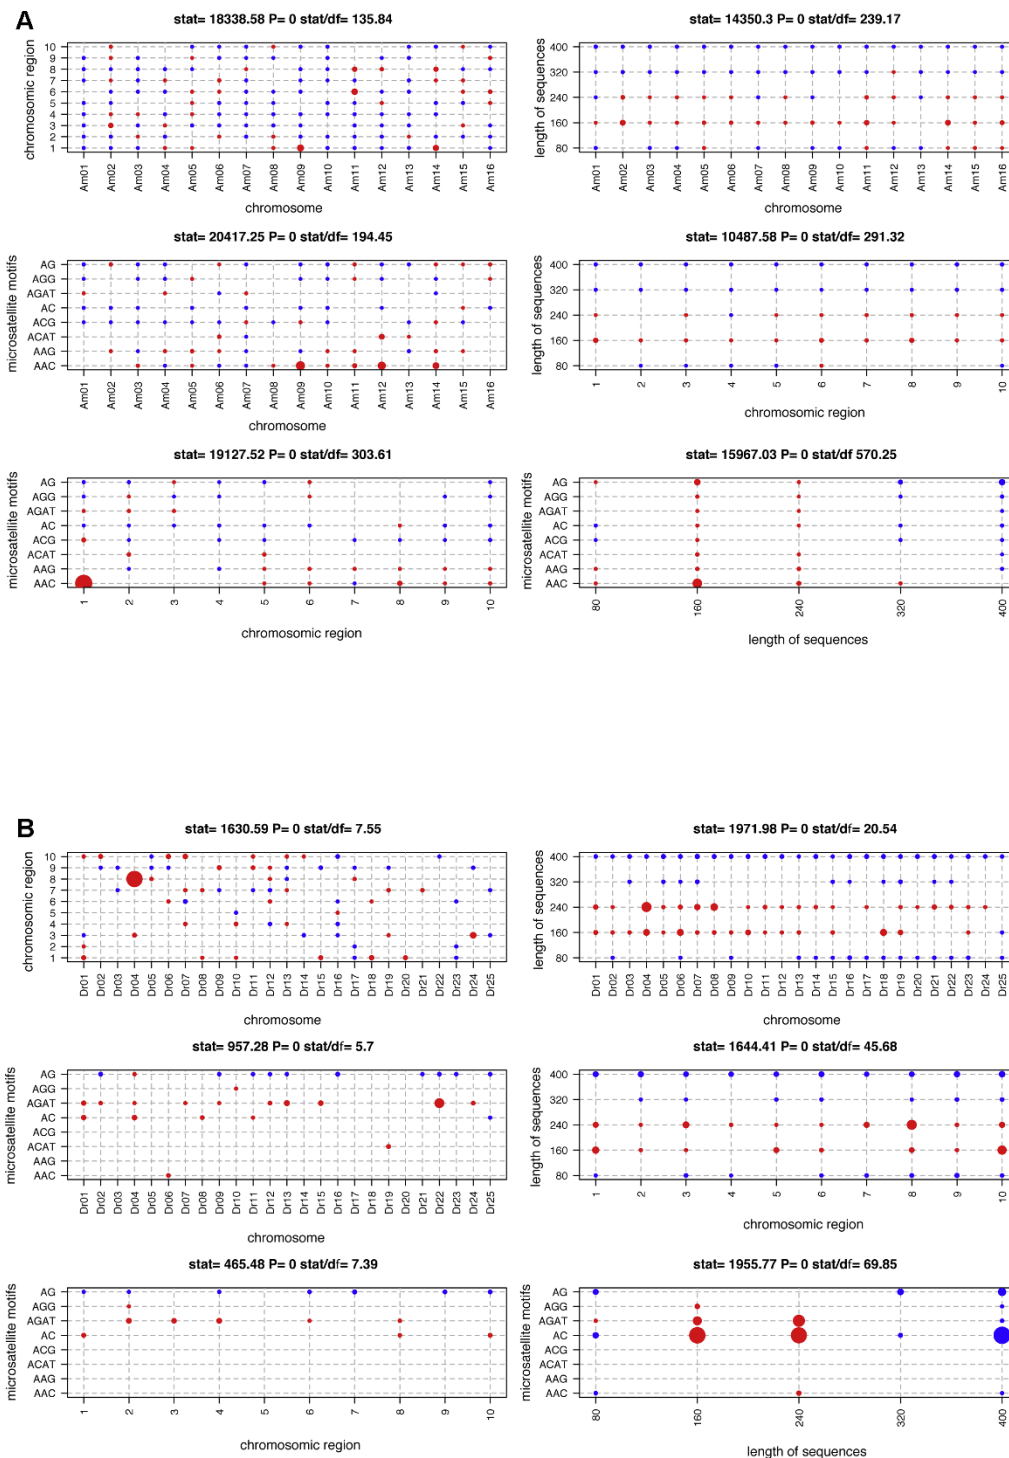 A
stat= 18338.58 P= 0 stat/df= 135.84
chromosomic region
10
9
8
7
6
5
4
3
2
1
Am01 Am02 Am03 Am04 Am05 Am06 Am07 Am08 Am09 Am10 Am11 Am12 Am13 Am14 Am15 Am16
chromosome
stat= 14350.3 P= 0 stat/df= 239.17
length of sequences
400
320
240
160
80
Am01 Am02 Am03 Am04 Am05 Am06 Am07 Am08 Am09 Am10 Am11 Am12 Am13 Am14 Am15 Am16
chromosome
stat= 20417.25 P= 0 stat/df= 194.45
microsatellite motifs
AG
AGG
AGAT
AC
ACG
ACAT
AAG
AAC
Am01 Am02 Am03 Am04 Am05 Am06 Am07 Am08 Am09 Am10 Am11 Am12 Am13 Am14 Am15 Am16
chromosome
stat= 10487.58 P= 0 stat/df= 291.32
length of sequences
400
320
240
160
80
1 2 3 4 5 6 7 8 9 10
chromosomic region
stat= 19127.52 P= 0 stat/df= 303.61
microsatellite motifs
AG
AGG
AGAT
AC
ACG
ACAT
AAG
AAC
1 2 3 4 5 6 7 8 9 10
chromosomic region
stat= 15967.03 P= 0 stat/df 570.25
microsatellite motifs
AG
AGG
AGAT
AC
ACG
ACAT
AAG
AAC
80 160 240 320 400
length of sequences
B
stat= 1630.59 P= 0 stat/df= 7.55
chromosomic region
10
9
8
7
6
5
4
3
2
1
Dr01 Dr02 Dr03 Dr04 Dr05 Dr06 Dr07 Dr08 Dr09 Dr10 Dr11 Dr12 Dr13 Dr14 Dr15 Dr16 Dr17 Dr18 Dr19 Dr20 Dr21 Dr22 Dr23 Dr24 Dr25
chromosome
stat= 1971.98 P= 0 stat/df= 20.54
length of sequences
400
320
240
160
80
Dr01 Dr02 Dr03 Dr04 Dr05 Dr06 Dr07 Dr08 Dr09 Dr10 Dr11 Dr12 Dr13 Dr14 Dr15 Dr16 Dr17 Dr18 Dr19 Dr20 Dr21 Dr22 Dr23 Dr24 Dr25
chromosome
stat= 957.28 P= 0 stat/df= 5.7
microsatellite motifs
AG
AGG
AGAT
AC
ACG
ACAT
AAG
AAC
Dr01 Dr02 Dr03 Dr04 Dr05 Dr06 Dr07 Dr08 Dr09 Dr10 Dr11 Dr12 Dr13 Dr14 Dr15 Dr16 Dr17 Dr18 Dr19 Dr20 Dr21 Dr22 Dr23 Dr24 Dr25
chromosome
stat= 1644.41 P= 0 stat/df= 45.68
length of sequences
400
320
240
160
80
1 2 3 4 5 6 7 8 9 10
chromosomic region
stat= 465.48 P= 0 stat/df= 7.39
microsatellite motifs
AG
AGG
AGAT
AC
ACG
ACAT
AAG
AAC
1 2 3 4 5 6 7 8 9 10
chromosomic region
stat= 1955.77 P= 0 stat/df= 69.85
microsatellite motifs
AG
AGG
AGAT
AC
ACG
ACAT
AAG
AAC
80 160 240 320 400
length of sequences